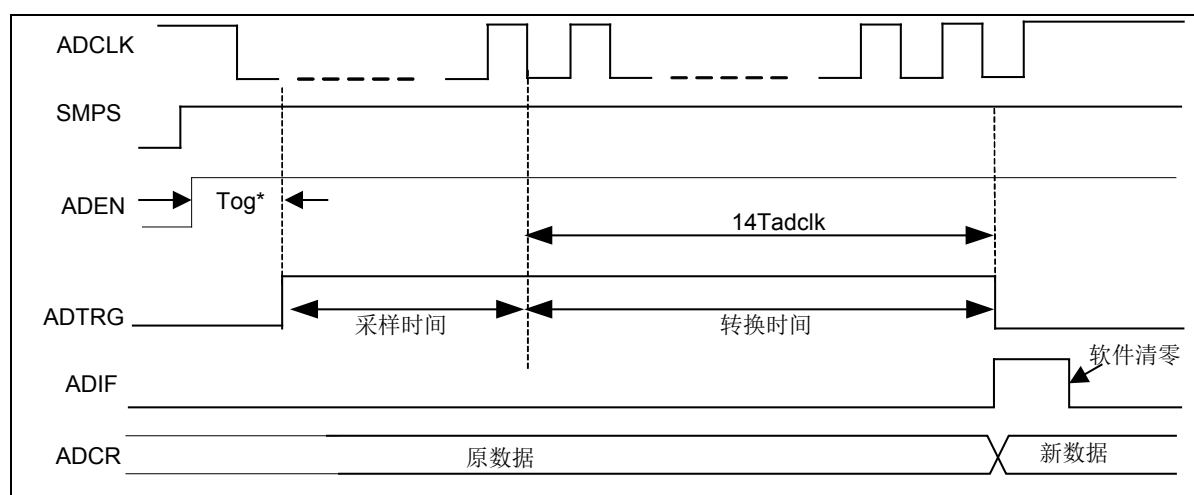 ADCLK
SMPS
ADEN
Tog*
14Tadclk
ADTRG
采样时间
转换时间
软件清零
ADIF
ADCR
原数据
新数据